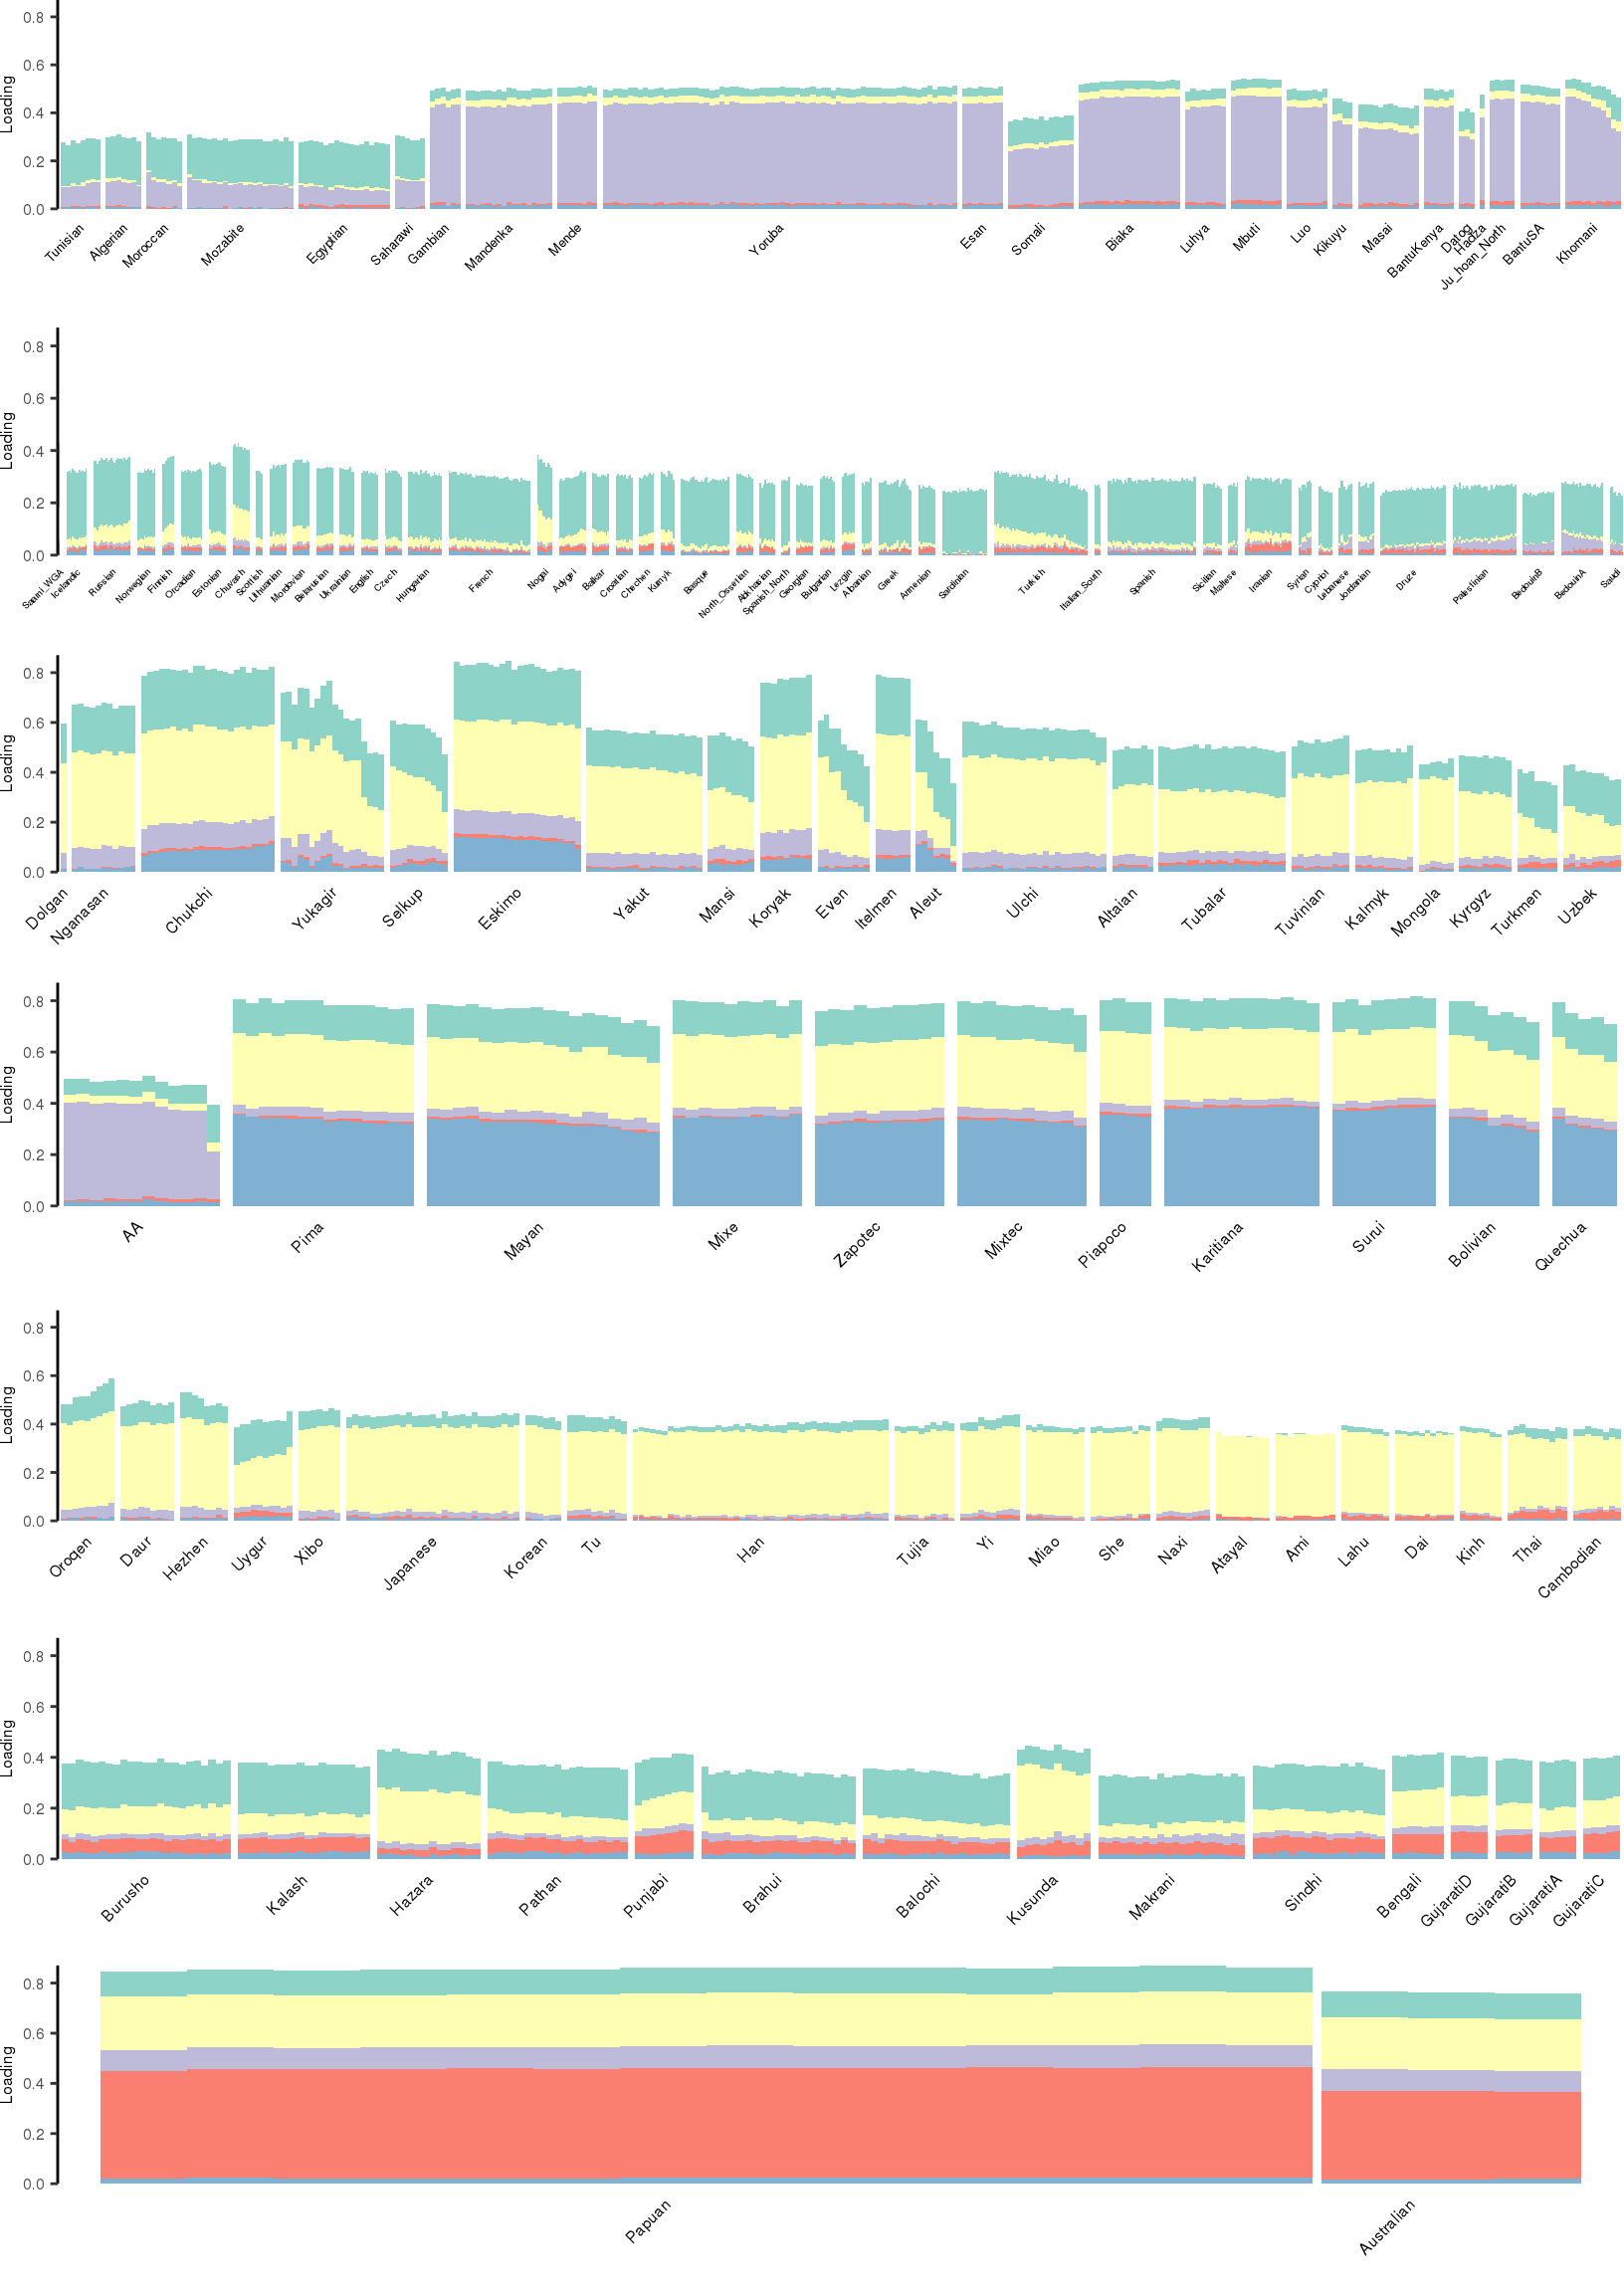 0.8
0.6
0.4
0.2
0.0
Loading
Tunisian Algerian Moroccan Mozabite Egyptian Saharawi Gambian Mandenka Mende Yoruba Esan Somali Biaka Luhya Mbuti Luo Kikuyu Masai BantuKenya Datog Hadza Ju_hoan_North BantuSA Khomani
0.8
0.6
0.4
0.2
0.0
Loading
Saami_WGA Icelandic Russian Norwegian Finnish Orcadian Estonian Chuvash Scottish Lithuanian Mordovian Belarusian Ukrainian English Czech Hungarian French Nogai Adygei Balkar Croatian Chechen Kumyk Basque North_Ossetian Abkhasian Spanish_North Georgian Bulgarian Lezgin Albanian Greek Armenian Sardinian Turkish Italian_South Spanish Sicilian Maltese Iranian Syrian Cypriot Lebanese Jordanian Druze Palestinian BedouinB BedouinA Saudi
0.8
0.6
0.4
0.2
0.0
Loading
Dolgan Nganasan Chukchi Yukagir Selkup Eskimo Yakut Mansi Koryak Even Itelmen Aleut Ulchi Altaian Tubalar Tuvinian Kalmyk Mongola Kyrgyz Turkmen Uzbek
0.8
0.6
0.4
0.2
0.0
Loading
AA Pima Mayan Mixe Zapotec Mixtec Piapoco Karitiana Surui Bolivian Quechua
0.8
0.6
0.4
0.2
0.0
Loading
Oroqen Daur Hezhen Uygur Xibo Japanese Korean Tu Han Tujia Yi Miao She Naxi Atayal Ami Lahu Dai Kinh Thai Cambodian
0.8
0.6
0.4
0.2
0.0
Loading
Burusho Kalash Hazara Pathan Punjabi Brahui Balochi Kusunda Makrani Sindhi Bengali GujaratiD GujaratiB GujaratiA GujaratiC
0.8
0.6
0.4
0.2
0.0
Loading
Papuan Australian